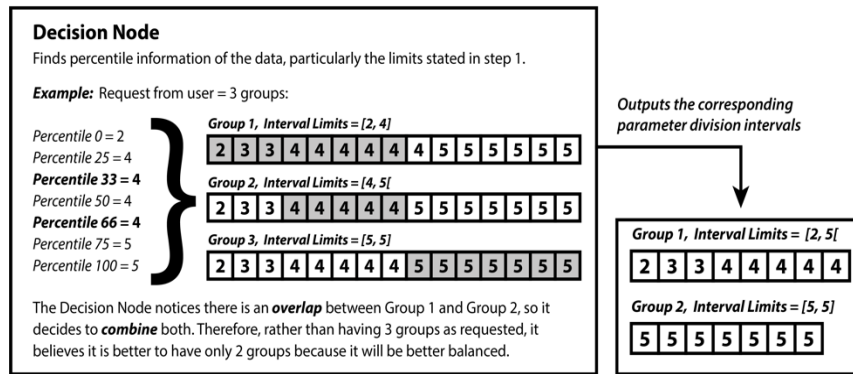 Decision Node
Finds percentile information of the data, particularly the limits stated in step 1.
Example: Request from user = 3 groups:
Percentile 0 = 2
Percentile 25 = 4
Percentile 33 = 4
Percentile 50 = 4
Percentile 66 = 4
Percentile 75 = 5
Percentile 100 = 5
Group 1, Interval Limits = [2, 4]
2 3 3 4 4 4 4 4 4 5 5 5 5 5 5
Group 2, Interval Limits = [4, 5[
2 3 3 4 4 4 4 4 5 5 5 5 5 5 5
Group 3, Interval Limits = [5, 5]
2 3 3 4 4 4 4 4 5 5 5 5 5 5 5
The Decision Node notices there is an overlap between Group 1 and Group 2, so it
decides to combine both. Therefore, rather than having 3 groups as requested, it
believes it is better to have only 2 groups because it will be better balanced.
Outputs the corresponding
parameter division intervals
Group 1, Interval Limits = [2, 5[
2 3 3 4 4 4 4 4
Group 2, Interval Limits = [5, 5]
5 5 5 5 5 5 5